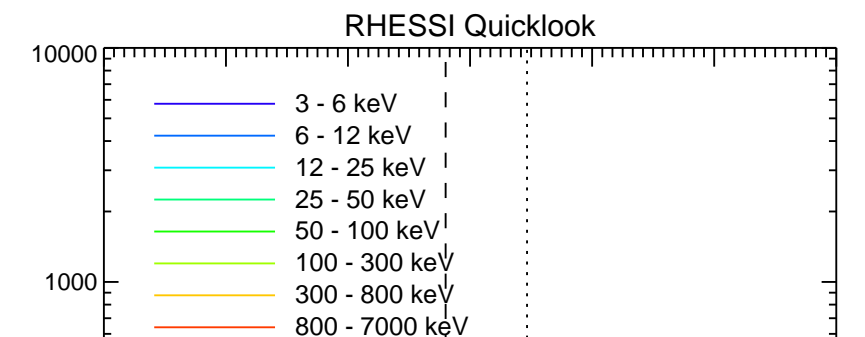 RHESSI Quicklook
10000
3 - 6 keV
6 - 12 keV
12 - 25 keV
25 - 50 keV
50 - 100 keV
100 - 300 keV
1000
300 - 800 keV
800 - 7000 keV